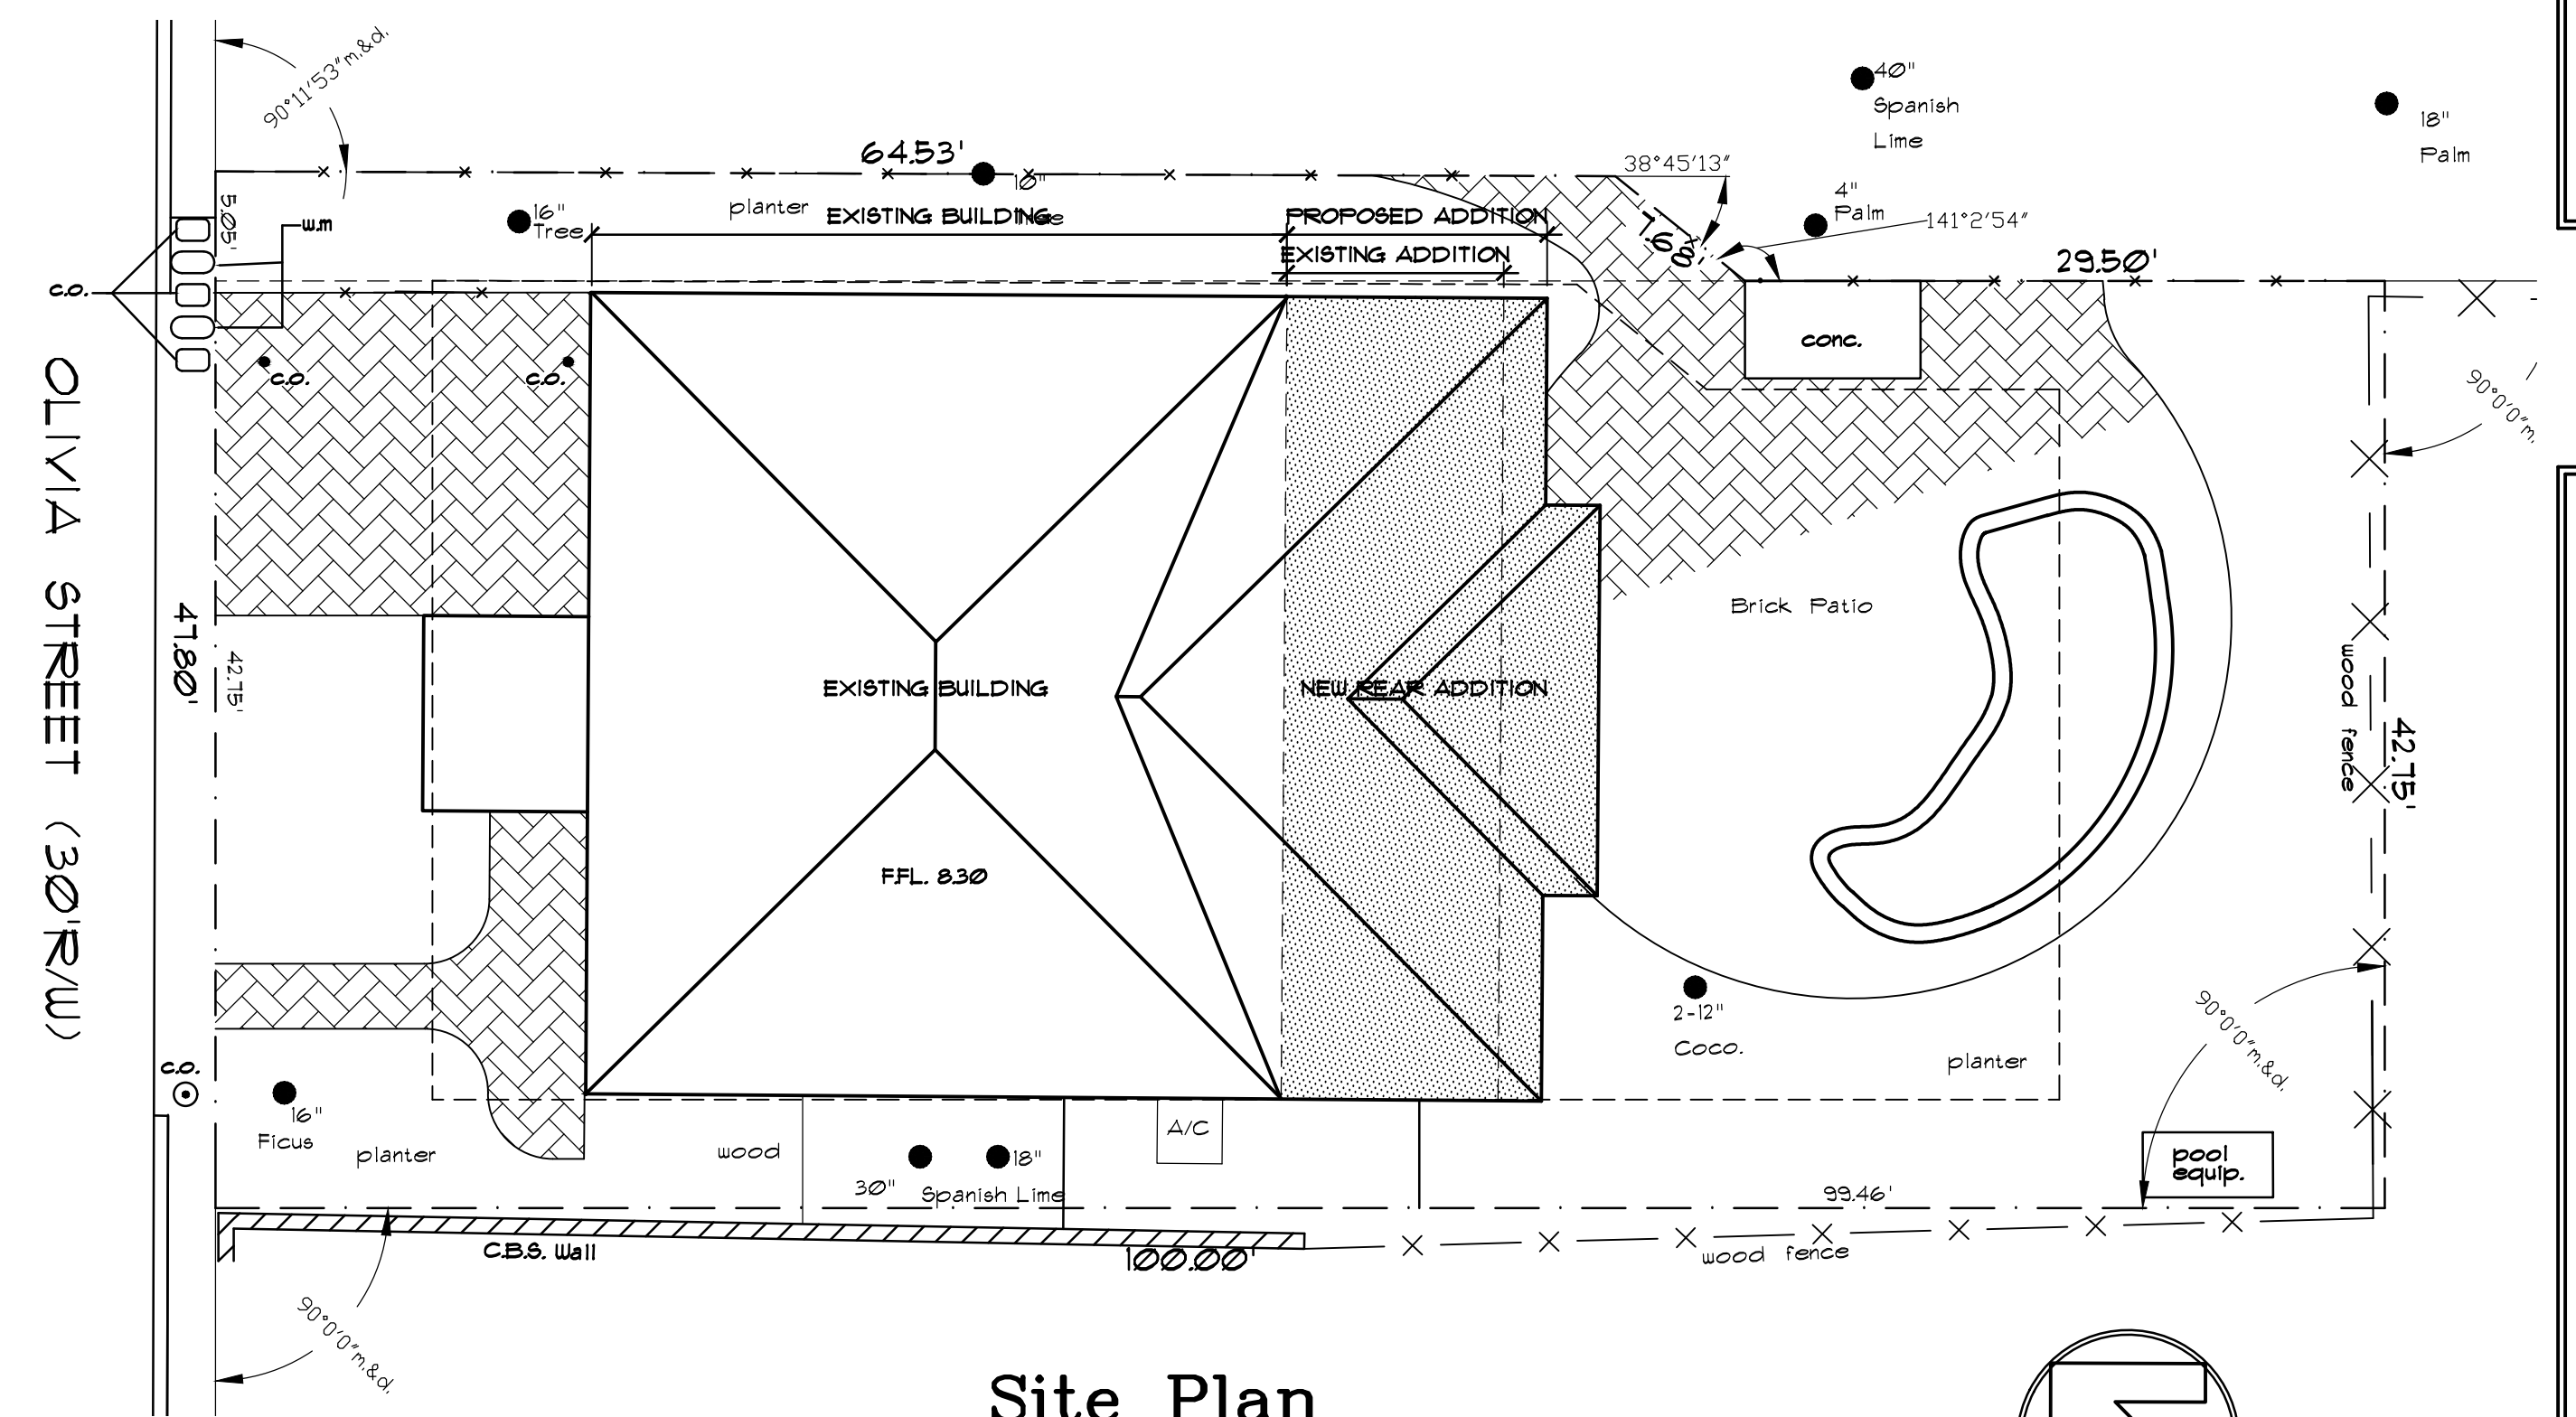 90°11'53"m.&d.
40"
Spanish
Lime
18"
Palm
64.53'
38°45'13"
10"
16"
Tree
planter
EXISTING BUILDING
PROPOSED ADDITION
EXISTING ADDITION
7.68'
4"
Palm
141°2'54"
29.50'
5.05'
w.m
c.o.
c.o.
c.o.
conc.
90°0'0"m.
OLIVIA STREET (30'R/W)
47.80'
42.75'
Brick Patio
EXISTING BUILDING
NEW REAR ADDITION
wood fence
42.75'
F.FL. 8.30
2-12"
Coco.
planter
90°0'0"m.&d.
c.o.
16"
Ficus
planter
wood
30"
18"
Spanish Lime
A/C
pool
equip.
99.46'
C.B.S. Wall
100.00'
wood fence
90°0'0"m.&d.
Site Plan